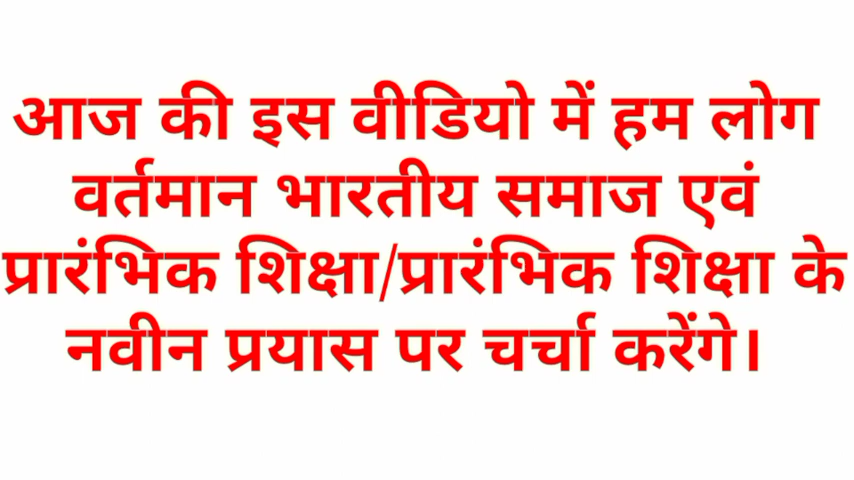 आज की इस वीडियो में हम लोग
वर्तमान भारतीय समाज एवं
प्रारंभिक शिक्षा/प्रारंभिक शिक्षा के
नवीन प्रयास पर चर्चा करेंगे।